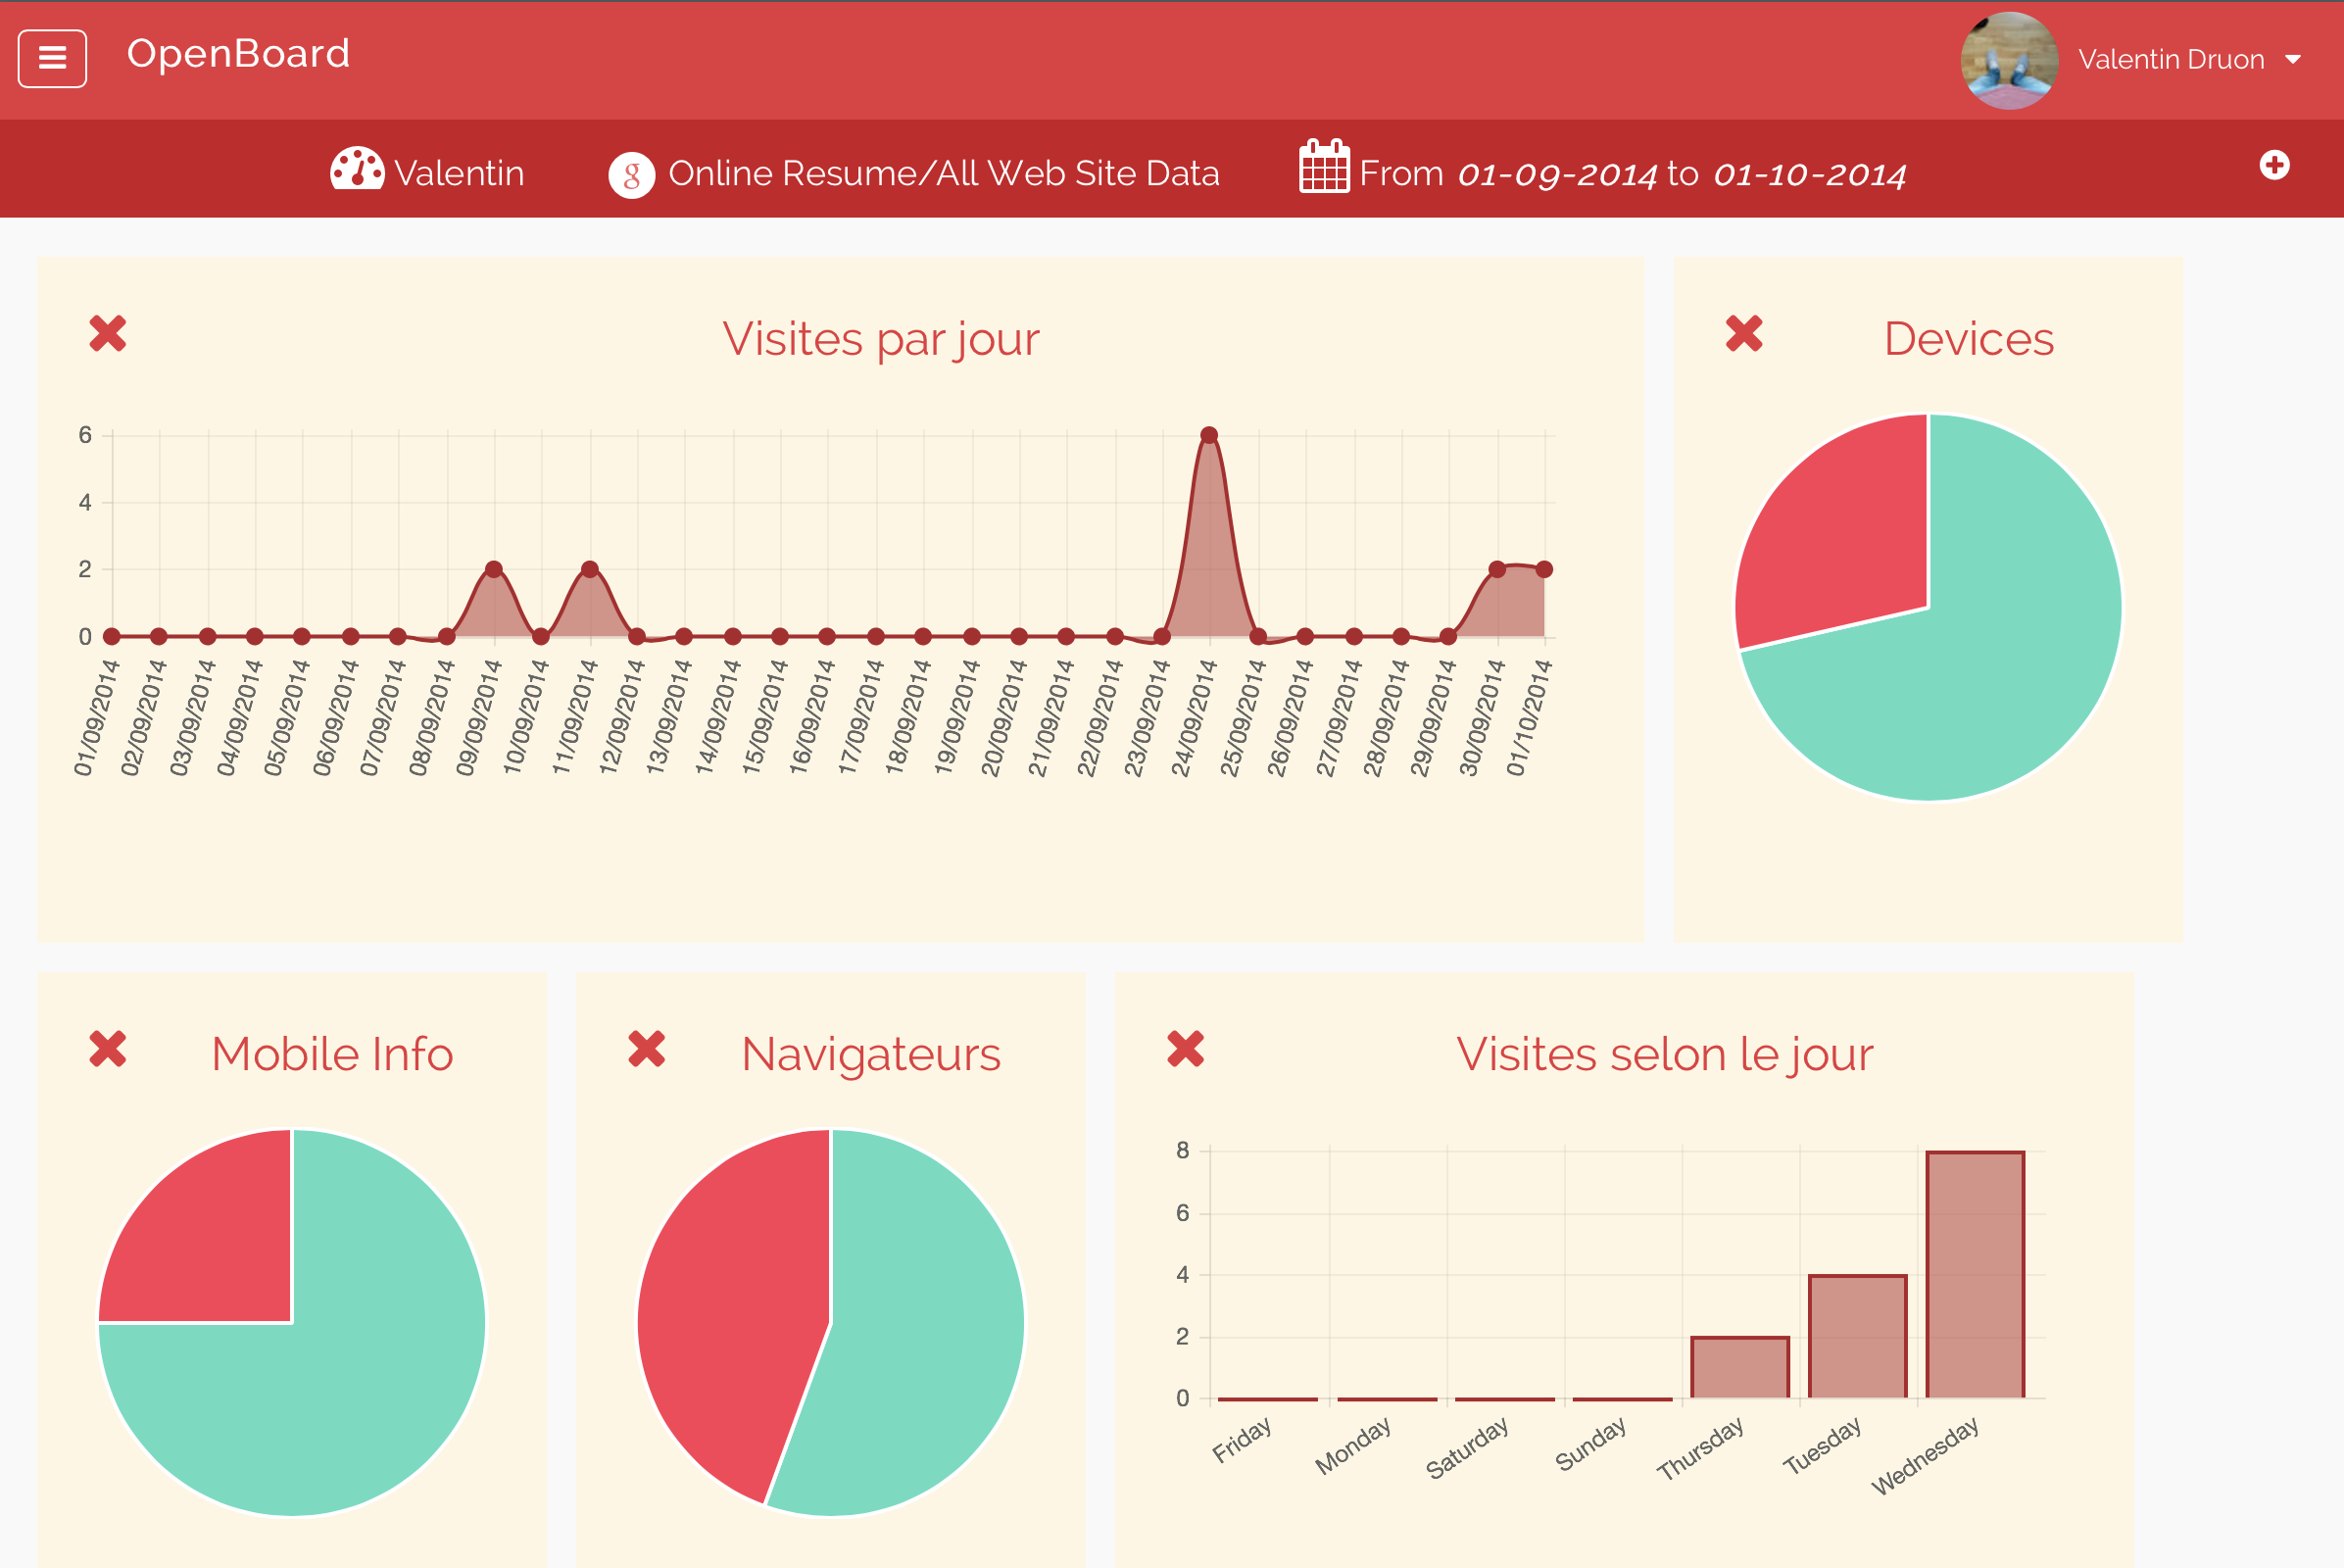 OpenBoard
Valentin Druon
Valentin
g Online Resume/All Web Site Data
From 01-09-2014 to 01-10-2014
Visites par jour
6
4
2
0
01/09/2014
02/09/2014
03/09/2014
04/09/2014
05/09/2014
06/09/2014
07/09/2014
08/09/2014
09/09/2014
10/09/2014
11/09/2014
12/09/2014
13/09/2014
14/09/2014
15/09/2014
16/09/2014
17/09/2014
18/09/2014
19/09/2014
20/09/2014
21/09/2014
22/09/2014
23/09/2014
24/09/2014
25/09/2014
26/09/2014
27/09/2014
28/09/2014
29/09/2014
30/09/2014
01/10/2014
Devices
Mobile Info
Navigateurs
Visites selon le jour
8
6
4
2
0
Friday
Monday
Saturday
Sunday
Thursday
Tuesday
Wednesday